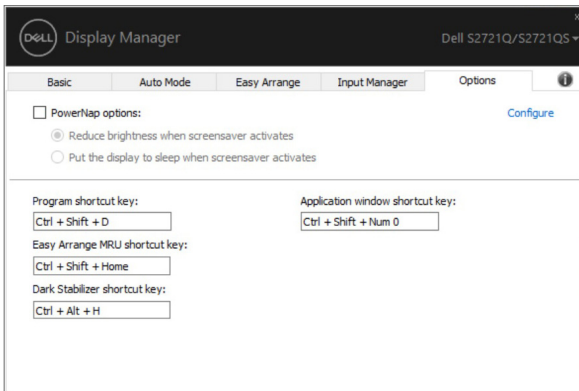 DELL Display Manager
Dell S2721Q/S2721QS
Basic Auto Mode Easy Arrange Input Manager Options
PowerNap options: Configure
Reduce brightness when screensaver activates
Put the display to sleep when screensaver activates
Program shortcut key: Application window shortcut key:
Ctrl + Shift + D Ctrl + Shift + Num 0
Easy Arrange MRU shortcut key:
Ctrl + Shift + Home
Dark Stabilizer shortcut key:
Ctrl + Alt + H